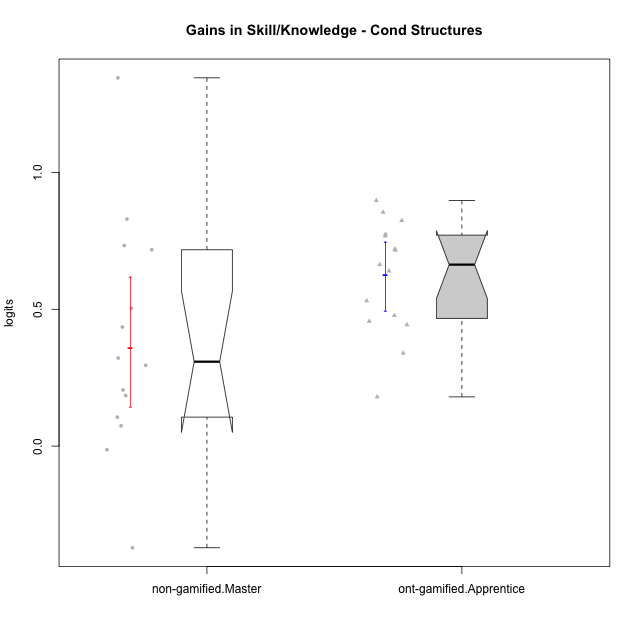 Gains in Skill/Knowledge - Cond Structures
1.0
0.5
0.0
logits
non-gamified.Master
ont-gamified.Apprentice